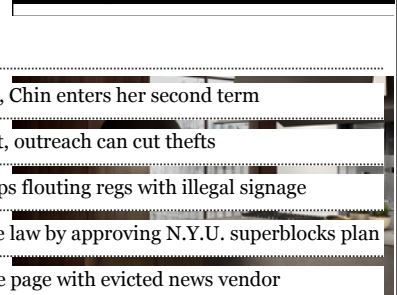 , Chin enters her second term
, outreach can cut thefts
flouting regs with illegal signage
law by approving N.Y.U. superblocks plan
page with evicted news vendor